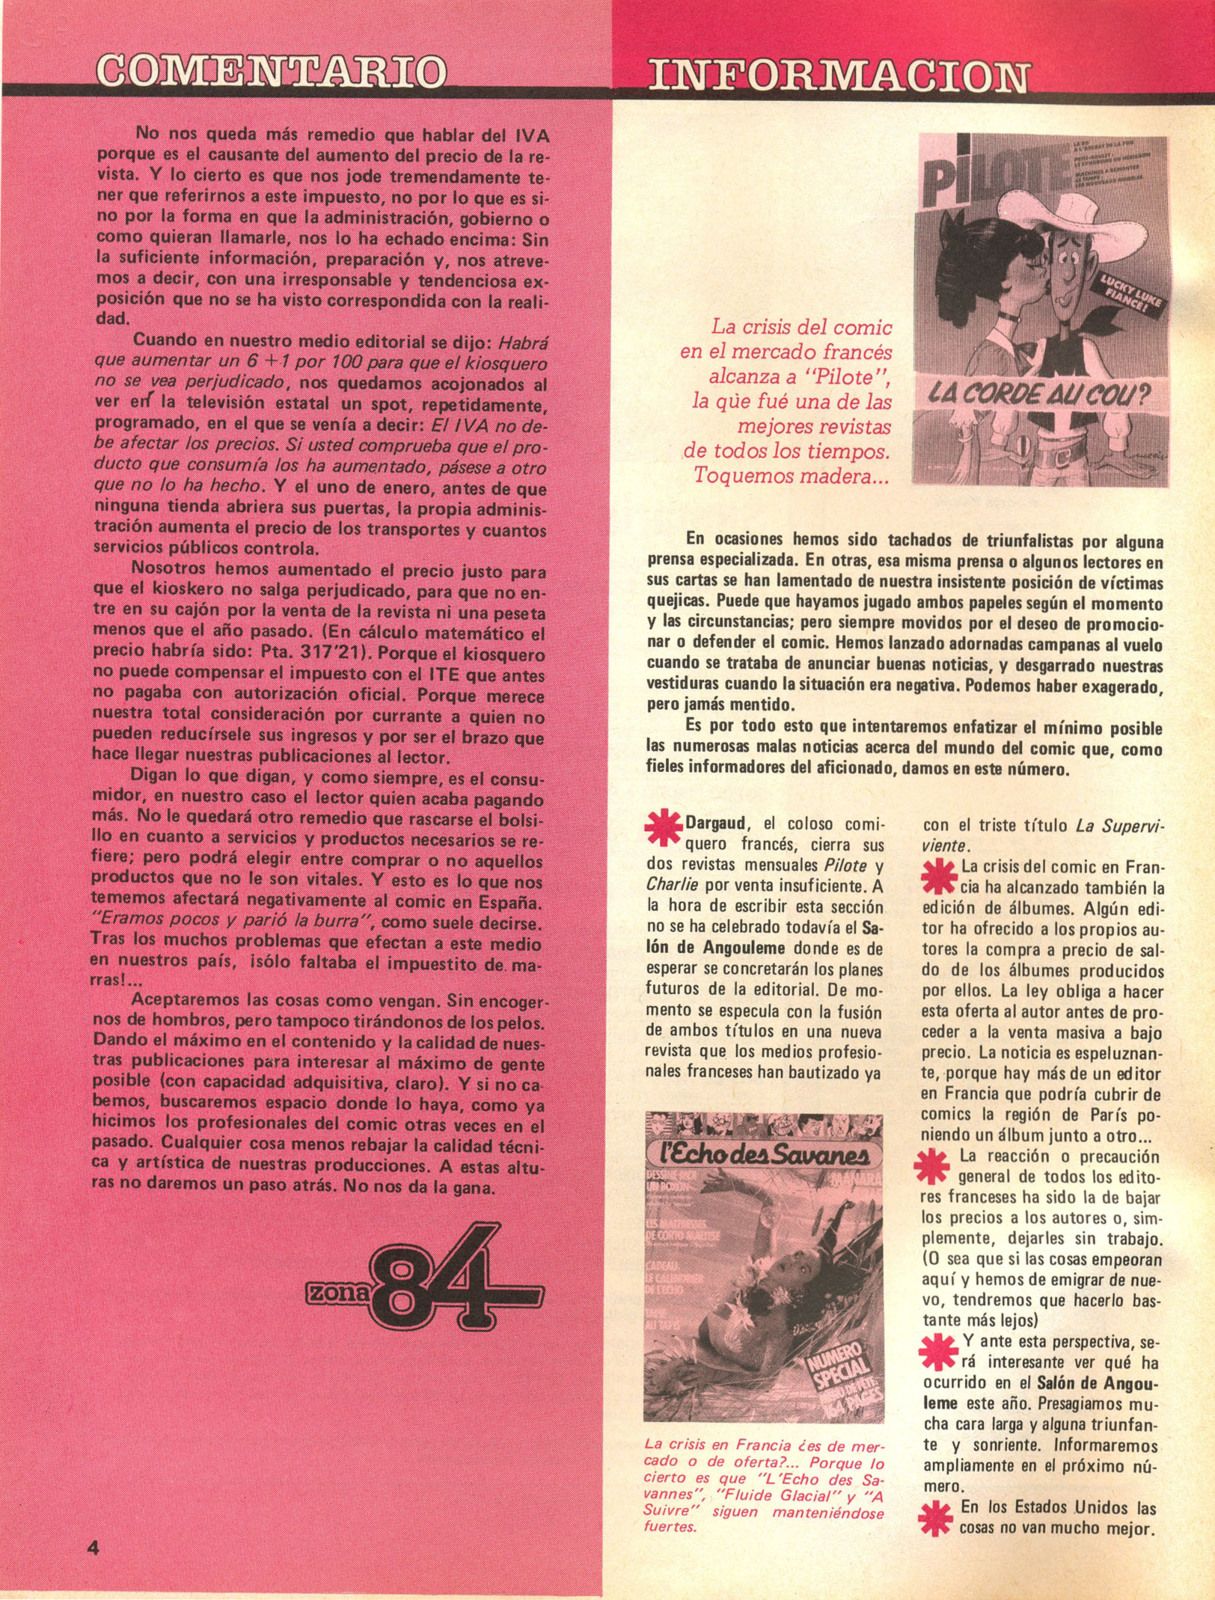 COMENTARIO
No nos queda más remedio que hablar del IVA
porque es el causante del aumento del precio de la re-
vista. Y lo cierto es que nos jode tremendamente te-
ner que referirnos a este impuesto, no por lo que es si-
no por la forma en que la administración, gobierno o
como quieran llamarle, nos lo ha echado encima: Sin
la suficiente información, preparación y, nos atreve-
mos a decir, con una irresponsable y tendenciosa ex-
posición que no se ha visto correspondida con la reali-
dad.
Cuando en nuestro medio editorial se dijo: Habrá
que aumentar un 6 +1 por 100 para que el kiosquero
no se vea perjudicado, nos quedamos acojonados al
ver en la televisión estatal un spot, repetidamente,
programado, en el que se venía a decir: El IVA no de-
be afectar los precios. Si usted comprueba que el pro-
ducto que consumía los ha aumentado, pásese a otro
que no lo ha hecho. Y el uno de enero, antes de que
ninguna tienda abriera sus puertas, la propia adminis-
tración aumenta el precio de los transportes y cuantos
servicios públicos controla.
Nosotros hemos aumentado el precio justo para
que el kioskero no salga perjudicado, para que no en-
tre en su cajón por la venta de la revista ni una peseta
menos que el año pasado. (En cálculo matemático el
precio habría sido: Pta. 317'21). Porque el kiosquero
no puede compensar el impuesto con el ITE que antes
no pagaba con autorización oficial. Porque merece
nuestra total consideración por currante a quien no
pueden reducírsele sus ingresos y por ser el brazo que
hace llegar nuestras publicaciones al lector.
Digan lo que digan, y como siempre, es el consu-
midor, en nuestro caso el lector quien acaba pagando
más. No le quedará otro remedio que rascarse el bolsi-
llo en cuanto a servicios y productos necesarios se re-
fiere; pero podrá elegir entre comprar o no aquellos
productos que no le son vitales. Y esto es lo que nos
tememos afectará negativamente al comic en España.
"Eramos pocos y parió la burra", como suele decirse.
Tras los muchos problemas que efectan a este medio
en nuestros país, ¡sólo faltaba el impuestito de ma-
rras!...
Aceptaremos las cosas como vengan. Sin encoger-
nos de hombros, pero tampoco tirándonos de los pelos.
Dando el máximo en el contenido y la calidad de nues-
tras publicaciones para interesar al máximo de gente
posible (con capacidad adquisitiva, claro). Y si no ca-
bemos, buscaremos espacio donde lo haya, como ya
hicimos los profesionales del comic otras veces en el
pasado. Cualquier cosa menos rebajar la calidad técni-
ca y artística de nuestras producciones. A estas altu-
ras no daremos un paso atrás. No nos da la gana.
zona 84
4
INFORMACION
La crisis del comic
en el mercado francés
alcanza a "Pilote",
la que fué una de las
mejores revistas
de todos los tiempos.
Toquemos madera...
PILOTE
LUCKY LUKE
FIANCÉ!
LA CORDE AU COU?
En ocasiones hemos sido tachados de triunfalistas por alguna
prensa especializada. En otras, esa misma prensa o algunos lectores en
sus cartas se han lamentado de nuestra insistente posición de víctimas
quejicas. Puede que hayamos jugado ambos papeles según el momento
y las circunstancias; pero siempre movidos por el deseo de promocio-
nar o defender el comic. Hemos lanzado adornadas campanas al vuelo
cuando se trataba de anunciar buenas noticias, y desgarrado nuestras
vestiduras cuando la situación era negativa. Podemos haber exagerado,
pero jamás mentido.
Es por todo esto que intentaremos enfatizar el mínimo posible
las numerosas malas noticias acerca del mundo del comic que, como
fieles informadores del aficionado, damos en este número.
Dargaud, el coloso comi-
quero francés, cierra sus
dos revistas mensuales Pilote y
Charlie por venta insuficiente. A
la hora de escribir esta sección
no se ha celebrado todavía el Sa-
lón de Angouleme donde es de
esperar se concretarán los planes
futuros de la editorial. De mo-
mento se especula con la fusión
de ambos títulos en una nueva
revista que los medios profesio-
nales franceses han bautizado ya
l'Echo des Savanes
LES MAITRESSES
DE CORTO MALTESE
CADEAU:
LE CALENDRIER
DE L'ECHO
NUMERO
SPECIAL
164 PAGES
La crisis en Francia ¿es de mer-
cado o de oferta?... Porque lo
cierto es que "L'Echo des Sa-
vannes", "Fluide Glacial" y "A
Suivre" siguen manteniéndose
fuertes.
con el triste título La Supervi-
viente.
La crisis del comic en Fran-
cia ha alcanzado también la
edición de álbumes. Algún edi-
tor ha ofrecido a los propios au-
tores la compra a precio de sal-
do de los álbumes producidos
por ellos. La ley obliga a hacer
esta oferta al autor antes de pro-
ceder a la venta masiva a bajo
precio. La noticia es espeluznan-
te, porque hay más de un editor
en Francia que podría cubrir de
comics la región de París po-
niendo un álbum junto a otro...
La reacción o precaución
general de todos los edito-
res franceses ha sido la de bajar
los precios a los autores o, sim-
plemente, dejarles sin trabajo.
(O sea que si las cosas empeoran
aquí y hemos de emigrar de nue-
vo, tendremos que hacerlo bas-
tante más lejos)
Y ante esta perspectiva, se-
rá interesante ver qué ha
ocurrido en el Salón de Angou-
leme este año. Presagiamos mu-
cha cara larga y alguna triunfan-
te y sonriente. Informaremos
ampliamente en el próximo nú-
mero.
En los Estados Unidos las
cosas no van mucho mejor.